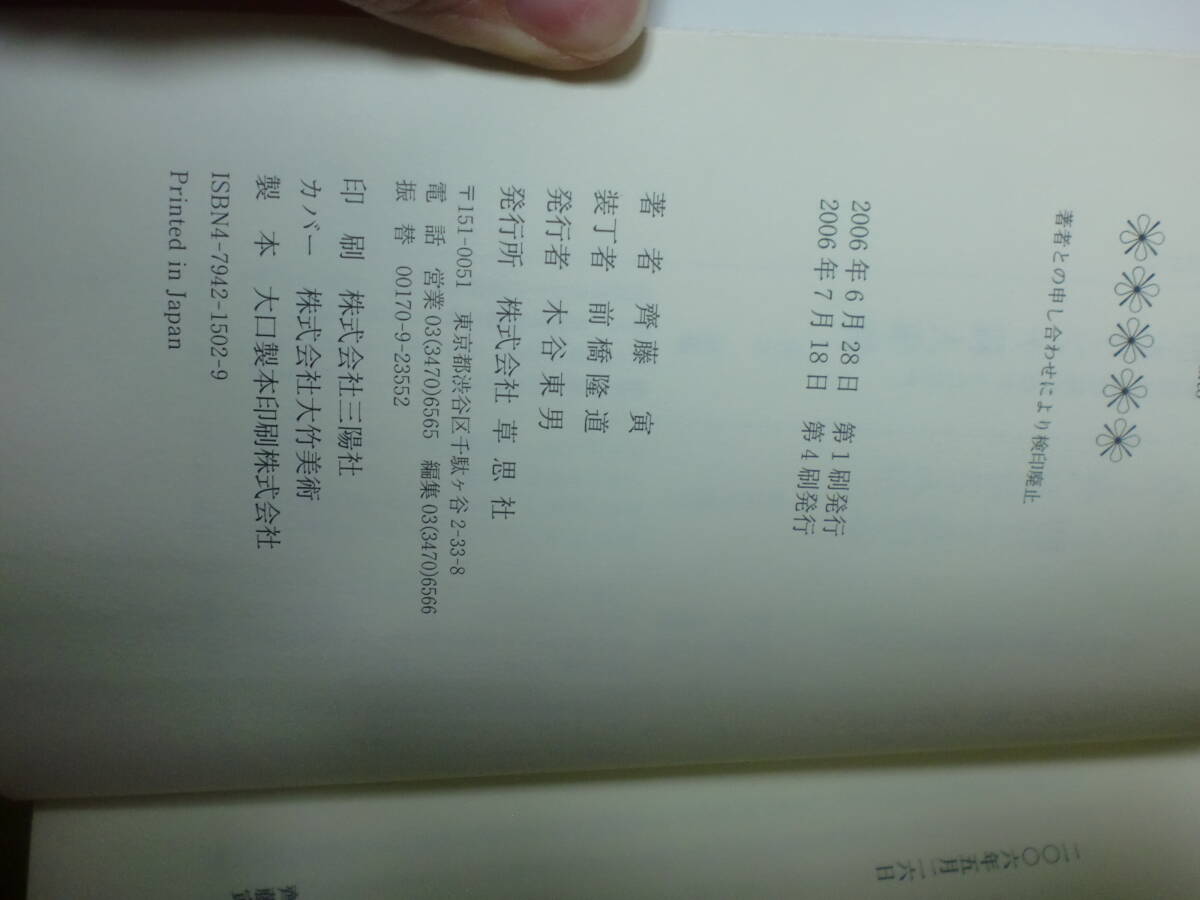 著者との申し合わせにより検印廃止
2006年6月28日 第1刷発行
2006年7月18日 第4刷発行
著者 齊藤寅
装丁者 前橋隆道
発行者 木谷東男
発行所 株式会社草思社
〒151-0051 東京都渋谷区千駄ヶ谷2-33-8
電話 営業03(3470)6565 編集03(3470)6566
振替 00170-9-23552
印刷 株式会社三陽社
カバー 株式会社大竹美術
製本 大口製本印刷株式会社
ISBN4-7942-1502-9
Printed in Japan
二〇〇六年五月二六日